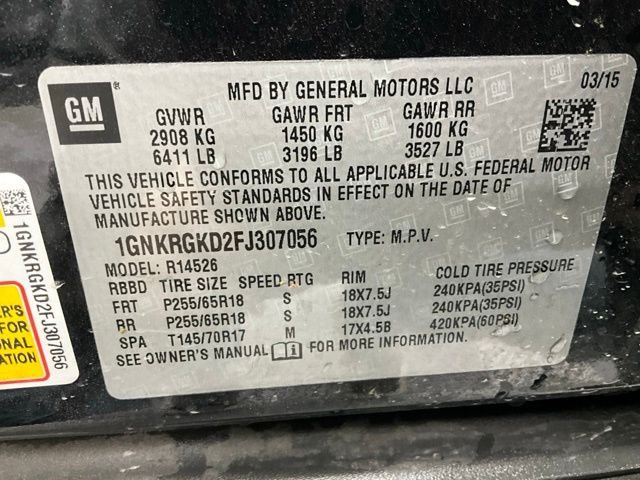 GM
MFD BY GENERAL MOTORS LLC
03/15
GVWR GAWR FRT GAWR RR
2908 KG 1450 KG 1600 KG
6411 LB 3196 LB 3527 LB
THIS VEHICLE CONFORMS TO ALL APPLICABLE U.S. FEDERAL MOTOR
VEHICLE SAFETY STANDARDS IN EFFECT ON THE DATE OF
MANUFACTURE SHOWN ABOVE.
1GNKRGKD2FJ307056 TYPE: M.P.V.
MODEL: R14526
RBBD TIRE SIZE SPEED RTG RIM COLD TIRE PRESSURE
FRT P255/65R18 S 18X7.5J 240KPA(35PSI)
RR P255/65R18 S 18X7.5J 240KPA(35PSI)
SPA T145/70R17 M 17X4.5B 420KPA(60PSI)
SEE OWNER'S MANUAL FOR MORE INFORMATION.
1GNKRGKD2FJ307056
ER'S
FOR
ONAL
ATION